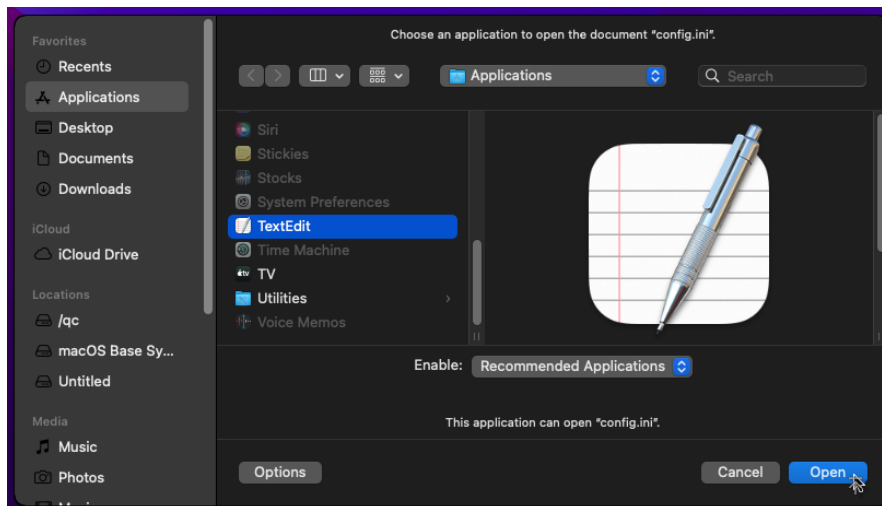 Choose an application to open the document “config.ini”.
Favorites
Recents
Applications
Desktop
Documents
Downloads
iCloud
iCloud Drive
Locations
/qc
macOS Base Sy...
Untitled
Media
Music
Photos
Applications
Search
Siri
Stickies
Stocks
System Preferences
TextEdit
Time Machine
tv TV
Utilities
Voice Memos
Enable: Recommended Applications
This application can open “config.ini”.
Options
Cancel
Open